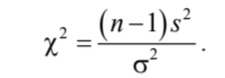 χ² = (n−1)s² / σ² .